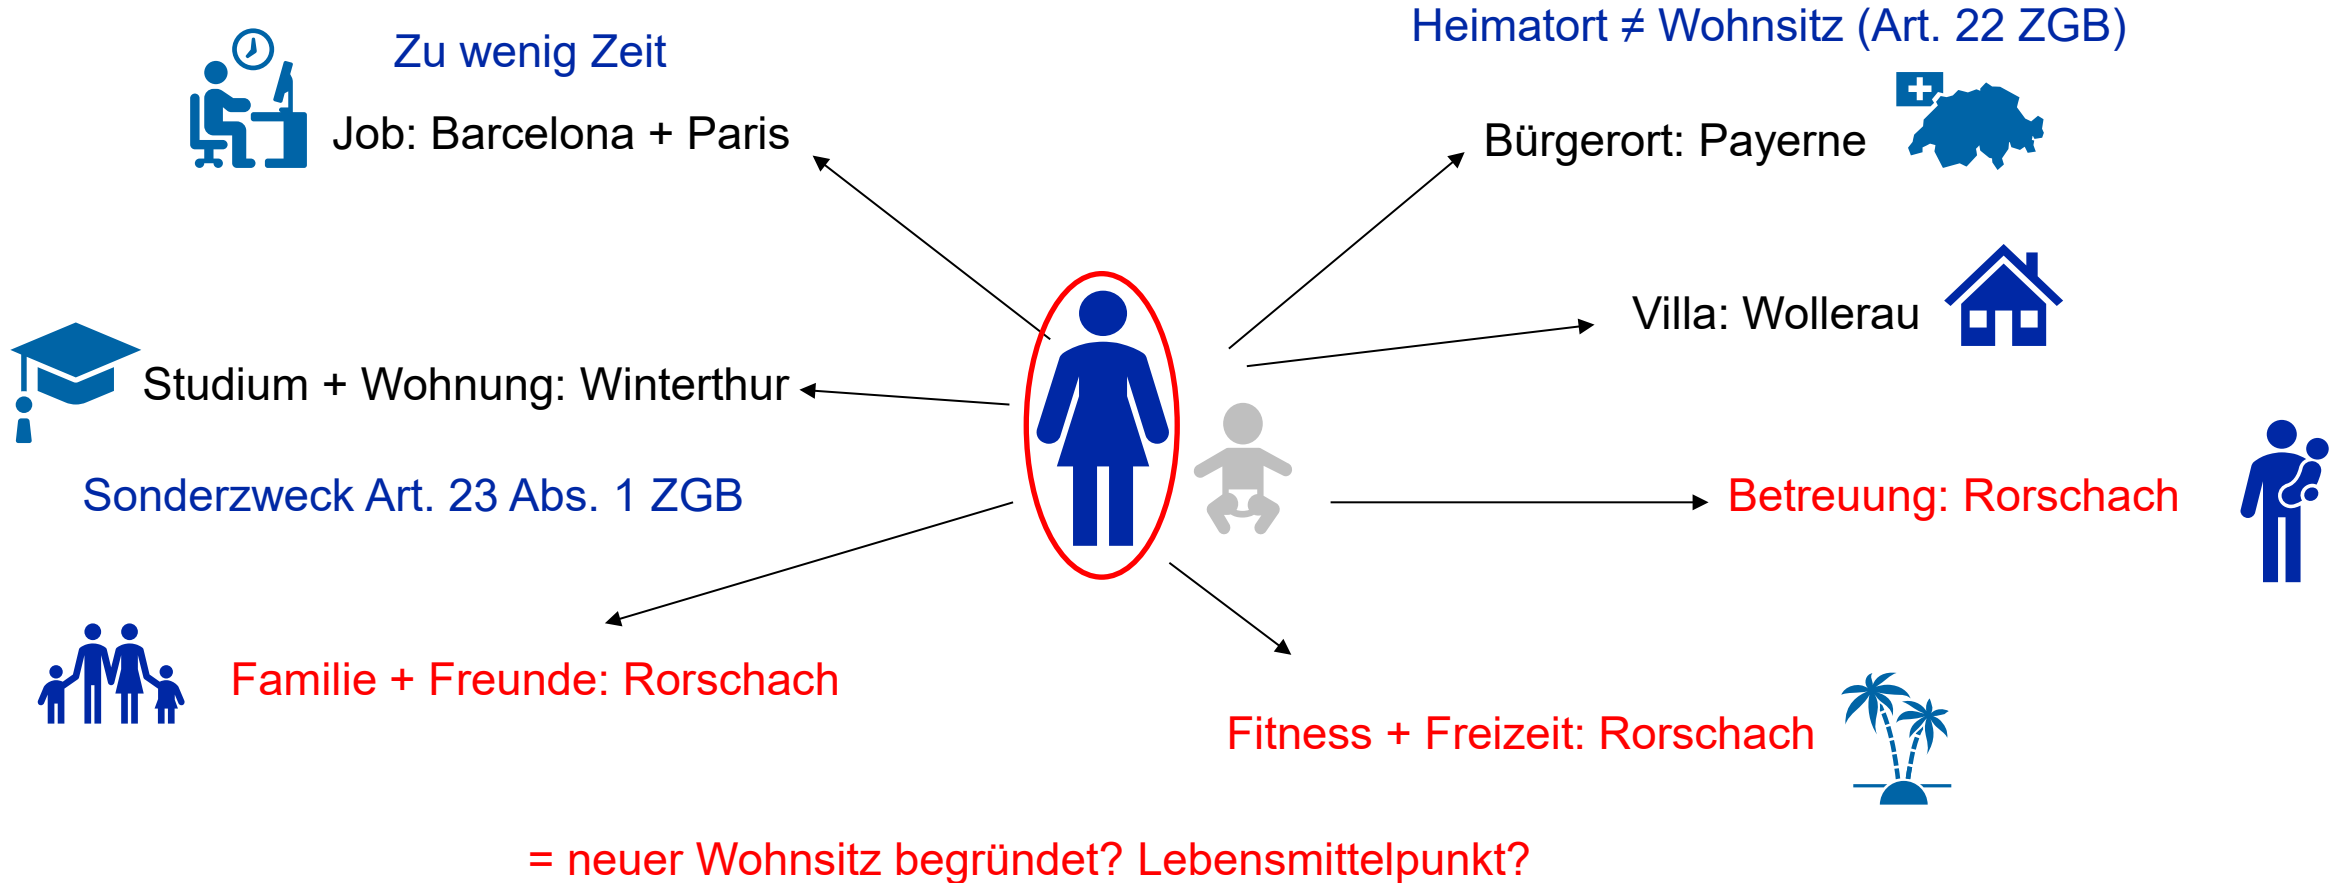 Zu wenig Zeit
Job: Barcelona + Paris
Heimatort ≠ Wohnsitz (Art. 22 ZGB)
Bürgerort: Payerne
Villa: Wollerau
Studium + Wohnung: Winterthur
Sonderzweck Art. 23 Abs. 1 ZGB
Betreuung: Rorschach
Familie + Freunde: Rorschach
Fitness + Freizeit: Rorschach
= neuer Wohnsitz begründet? Lebensmittelpunkt?